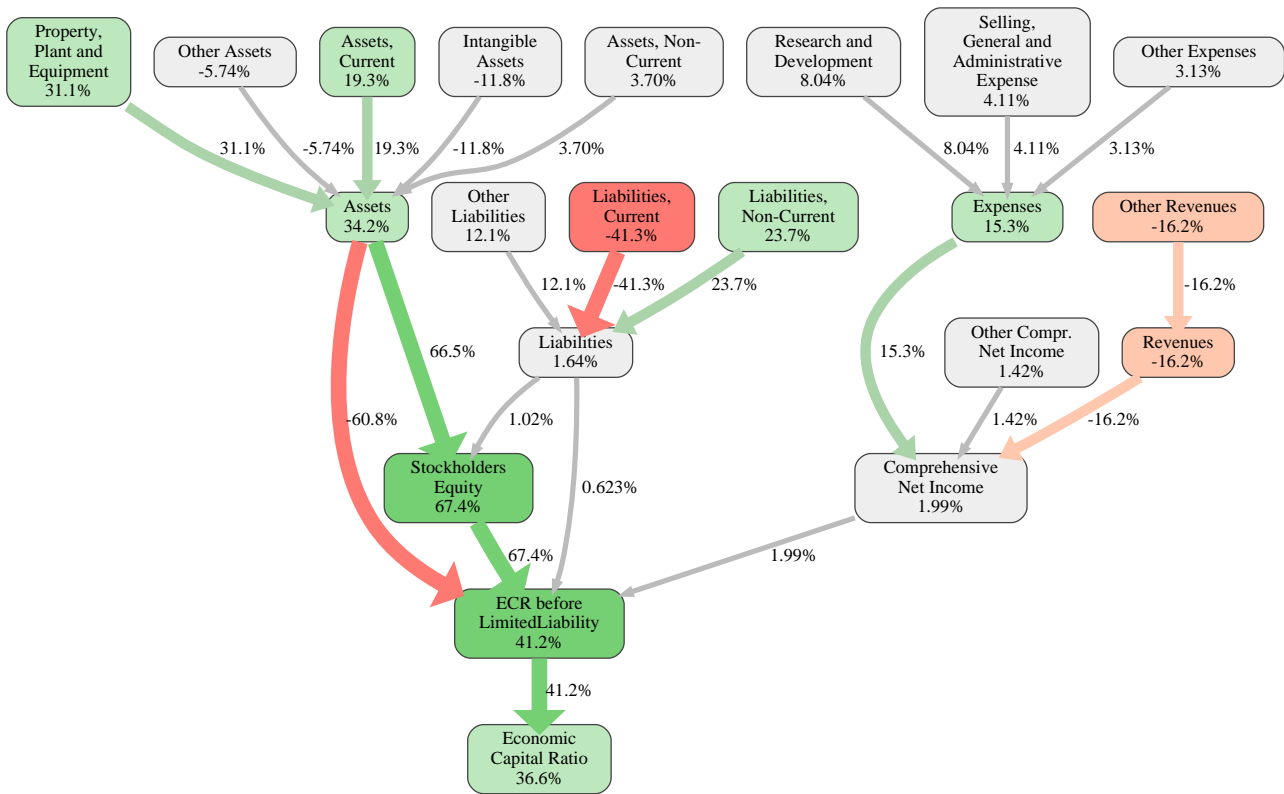 Property,
Plant and
Equipment
31.1%
Other Assets
-5.74%
Assets,
Current
19.3%
Intangible
Assets
-11.8%
Assets, Non-
Current
3.70%
Research and
Development
8.04%
Selling,
General and
Administrative
Expense
4.11%
Other Expenses
3.13%
31.1%
-5.74%
19.3%
-11.8%
3.70%
8.04%
4.11%
3.13%
Assets
34.2%
Other
Liabilities
12.1%
Liabilities,
Current
-41.3%
Liabilities,
Non-Current
23.7%
Expenses
15.3%
Other Revenues
-16.2%
12.1%
-41.3%
23.7%
-16.2%
Liabilities
1.64%
Other Compr.
Net Income
1.42%
Revenues
-16.2%
66.5%
15.3%
-60.8%
1.02%
1.42%
-16.2%
Stockholders
Equity
67.4%
0.623%
Comprehensive
Net Income
1.99%
67.4%
1.99%
ECR before
LimitedLiability
41.2%
41.2%
Economic
Capital Ratio
36.6%